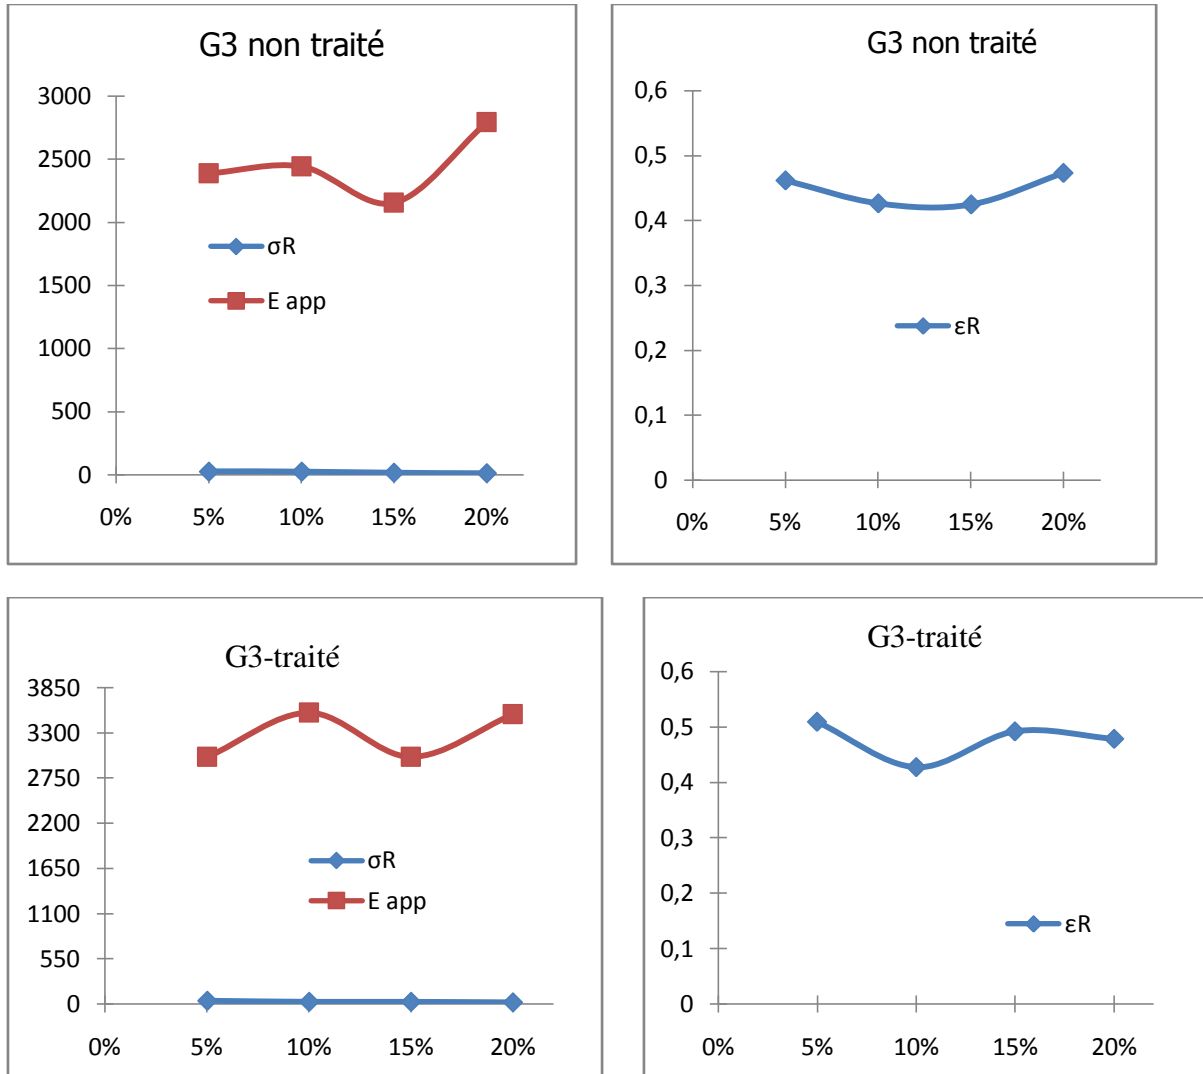 G3 non traité
3000
2500
2000
1500
1000
500
0
0% 5% 10% 15% 20%
σR
E app
G3 non traité
0,6
0,5
0,4
0,3
0,2
0,1
0
0% 5% 10% 15% 20%
εR
G3-traité
3850
3300
2750
2200
1650
1100
550
0
0% 5% 10% 15% 20%
σR
E app
G3-traité
0,6
0,5
0,4
0,3
0,2
0,1
0
0% 5% 10% 15% 20%
εR